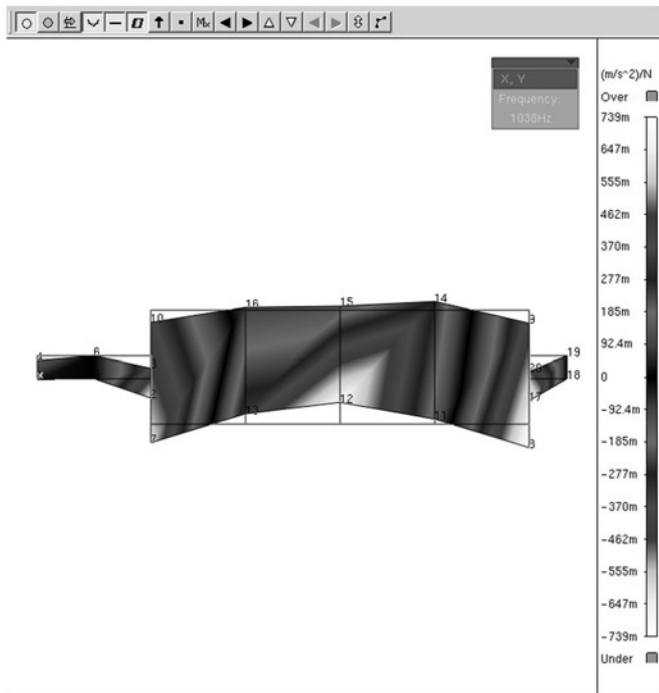 Mx
X, Y
Frequency:
1038Hz
(m/s^2)/N
Over
739m
647m
555m
462m
370m
277m
185m
92.4m
0
-92.4m
-185m
-277m
-370m
-462m
-555m
-647m
-739m
Under
16
15
14
10
9
6
19
18
17
2
7
13
12
11
8